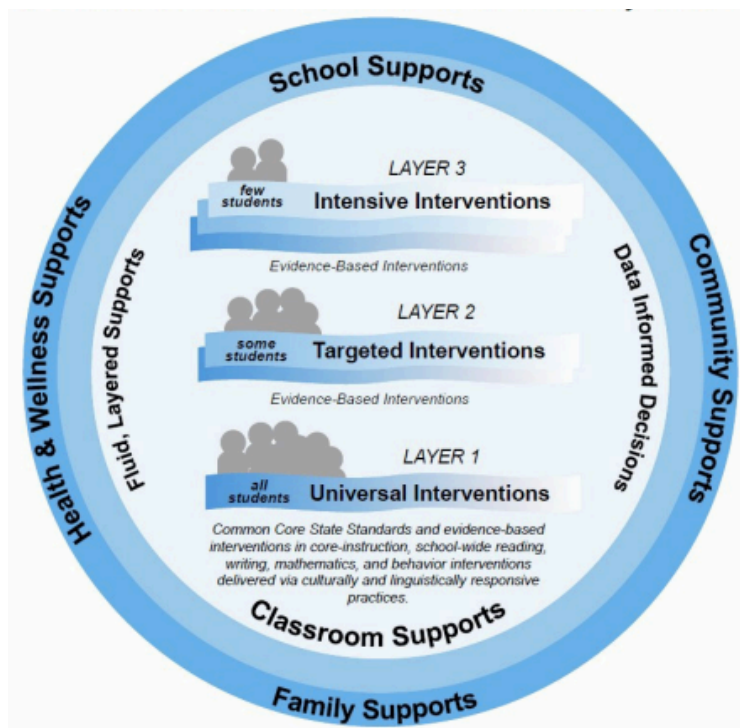 School Supports
Health & Wellness Supports
Fluid, Layered Supports
Data Informed Decisions
Community Supports
LAYER 3
few
students
Intensive Interventions
Evidence-Based Interventions
LAYER 2
some
students
Targeted Interventions
Evidence-Based Interventions
LAYER 1
all
students
Universal Interventions
Common Core State Standards and evidence-based
interventions in core-instruction, school-wide reading,
writing, mathematics, and behavior interventions
delivered via culturally and linguistically responsive
practices.
Classroom Supports
Family Supports